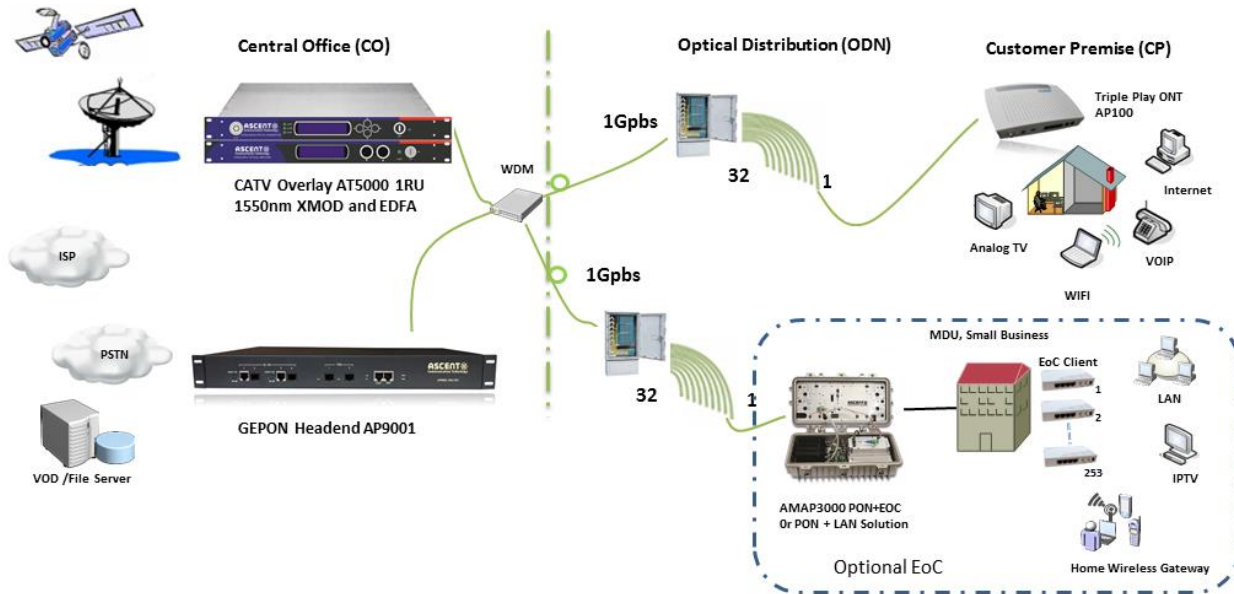 Central Office (CO)
Optical Distribution (ODN)
Customer Premise (CP)
Triple Play ONT
AP100
ASCENT
ASCENT
1Gpbs
WDM
32
1
Internet
CATV Overlay AT5000 1RU
1550nm XMOD and EDFA
Analog TV
VOIP
WIFI
ISP
1Gpbs
MDU, Small Business
PSTN
ASCENT
Communication Technology
EoC Client
1
2
253
LAN
32
1
GEPON Headend AP9001
VOD /File Server
IPTV
AMAP3000 PON+EOC
0r PON + LAN Solution
Optional EoC
Home Wireless Gateway